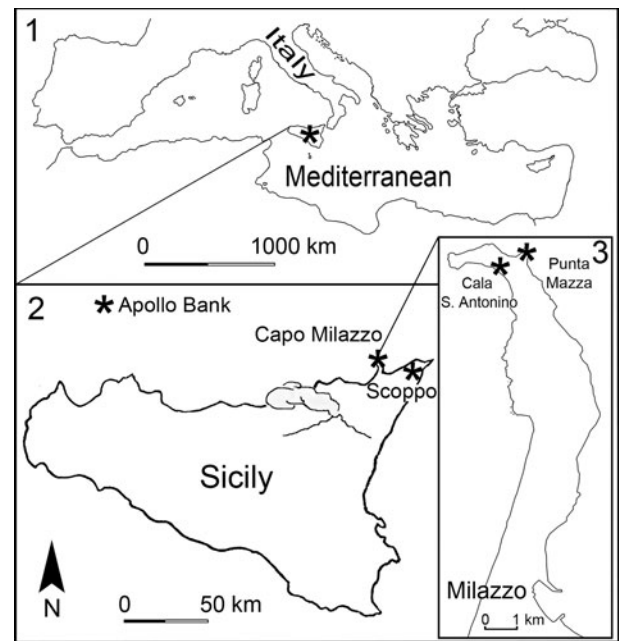 1
Italy
*
Mediterranean
0 1000 km
2
* Apollo Bank
Capo Milazzo
*
*
Scoppo
Sicily
N
0 50 km
3
* *
Cala
S. Antonino
Punta
Mazza
Milazzo
0 1 km